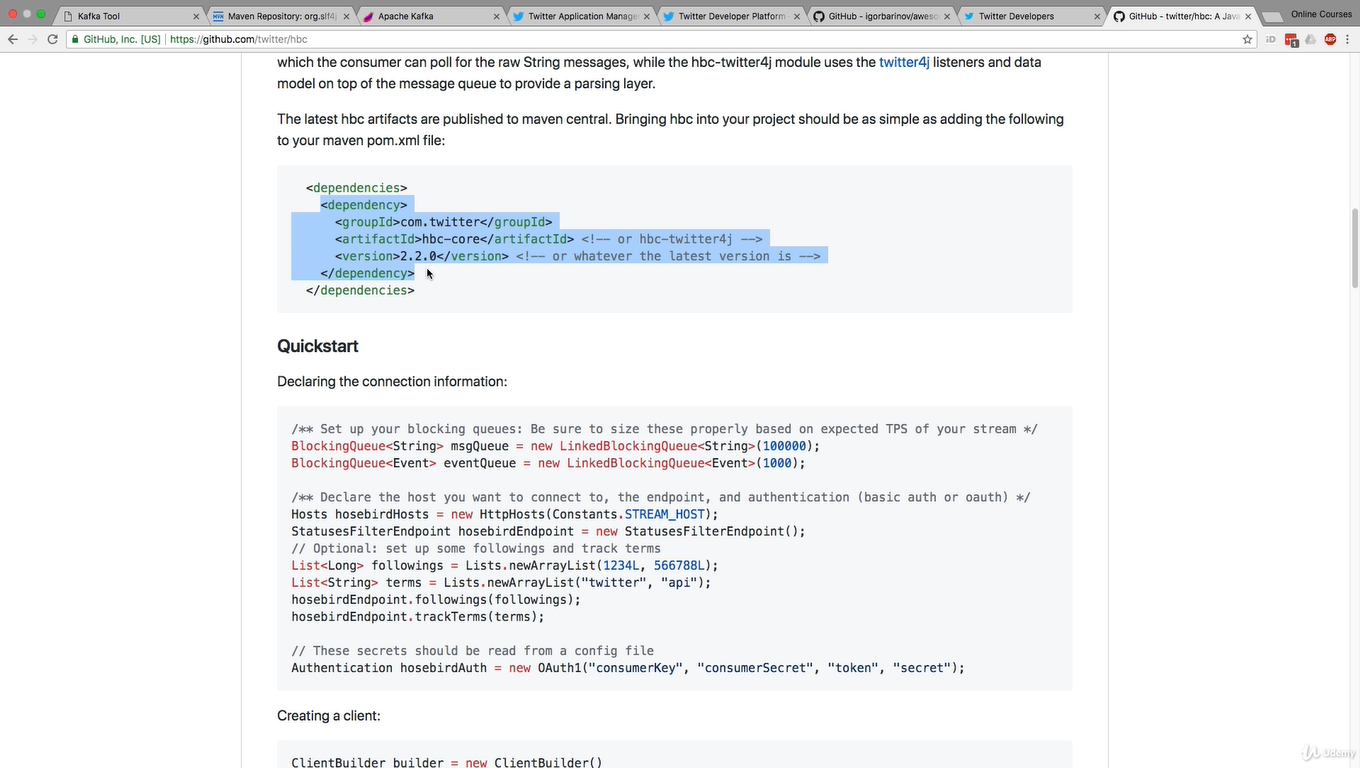 Kafka Tool
Maven Repository: org.slf4j
Apache Kafka
Twitter Application Manage
Twitter Developer Platform
GitHub - igorbarinov/aweso
Twitter Developers
GitHub - twitter/hbc: A Java
Online Courses
GitHub, Inc. [US] https://github.com/twitter/hbc
iD
1
ABP
which the consumer can poll for the raw String messages, while the hbc-twitter4j module uses the twitter4j listeners and data
model on top of the message queue to provide a parsing layer.
The latest hbc artifacts are published to maven central. Bringing hbc into your project should be as simple as adding the following
to your maven pom.xml file:
<dependencies>
<dependency>
<groupId>com.twitter</groupId>
<artifactId>hbc-core</artifactId> <!-- or hbc-twitter4j -->
<version>2.2.0</version> <!-- or whatever the latest version is -->
</dependency>
</dependencies>
Quickstart
Declaring the connection information:
/** Set up your blocking queues: Be sure to size these properly based on expected TPS of your stream */
BlockingQueue<String> msgQueue = new LinkedBlockingQueue<String>(100000);
BlockingQueue<Event> eventQueue = new LinkedBlockingQueue<Event>(1000);
/** Declare the host you want to connect to, the endpoint, and authentication (basic auth or oauth) */
Hosts hosebirdHosts = new HttpHosts(Constants.STREAM_HOST);
StatusesFilterEndpoint hosebirdEndpoint = new StatusesFilterEndpoint();
// Optional: set up some followings and track terms
List<Long> followings = Lists.newArrayList(1234L, 566788L);
List<String> terms = Lists.newArrayList("twitter", "api");
hosebirdEndpoint.followings(followings);
hosebirdEndpoint.trackTerms(terms);
// These secrets should be read from a config file
Authentication hosebirdAuth = new OAuth1("consumerKey", "consumerSecret", "token", "secret");
Creating a client:
ClientBuilder builder = new ClientBuilder()
Udemy